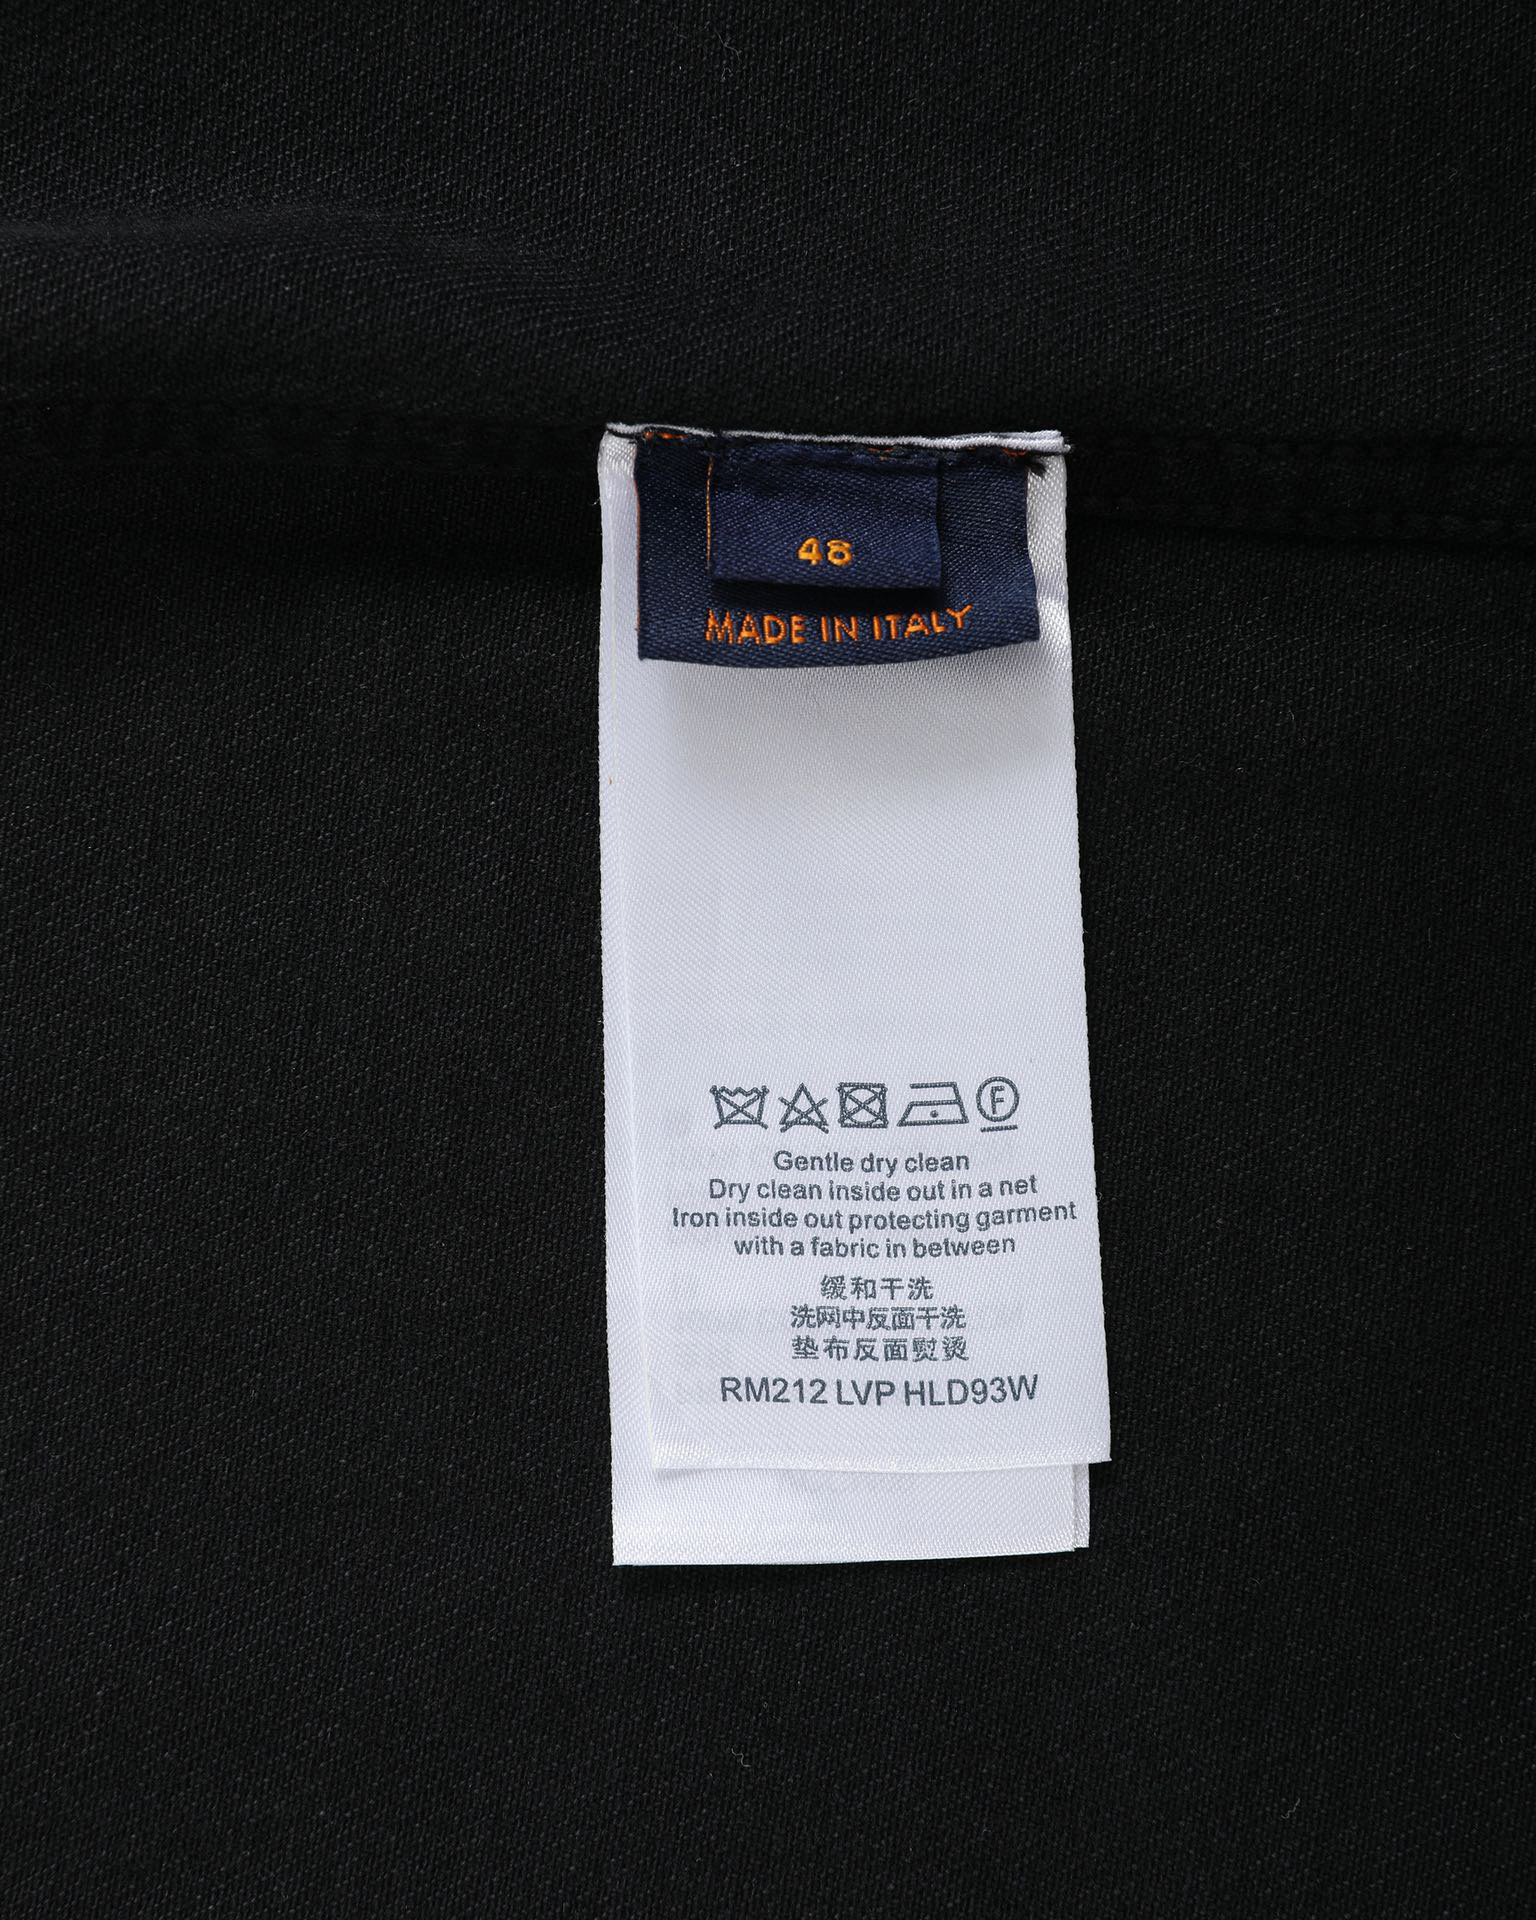 48
MADE IN ITALY
F
Gentle dry clean
Dry clean inside out in a net
Iron inside out protecting garment
with a fabric in between
缓和干洗
洗网中反面干洗
垫布反面熨烫
RM212 LVP HLD93W